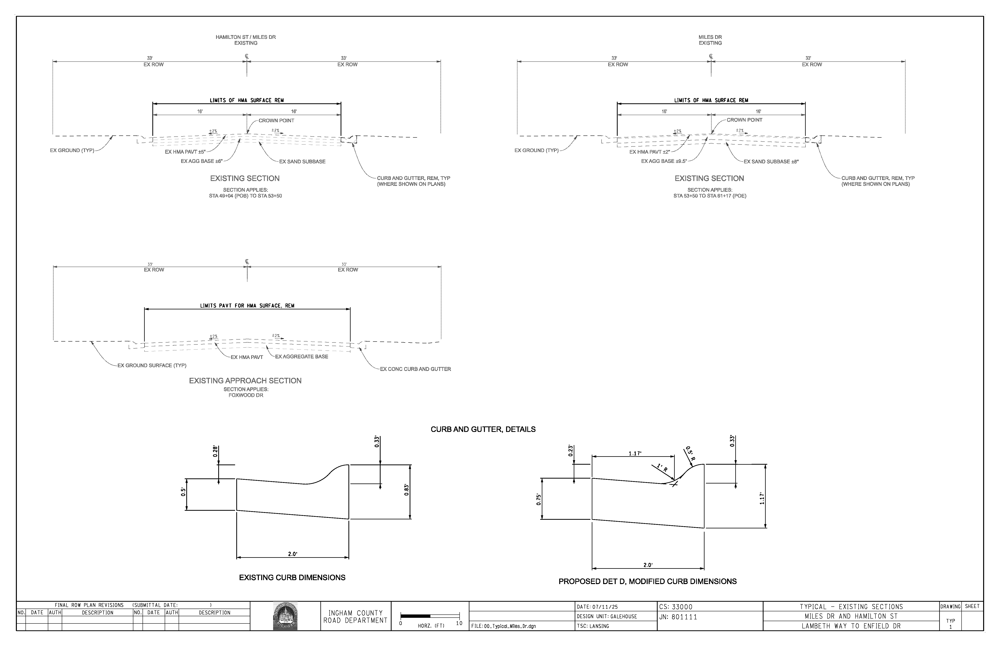 HAMILTON ST / MILES DR
EXISTING
℄
33'
33'
EX ROW
EX ROW
LIMITS OF HMA SURFACE REM
16'
16'
CROWN POINT
±2%
±2%
EX GROUND (TYP)
EX HMA PAVT ±5"
EX AGG BASE ±6"
EX SAND SUBBASE
CURB AND GUTTER, REM, TYP
(WHERE SHOWN ON PLANS)
EXISTING SECTION
SECTION APPLIES:
STA 49+04 (POB) TO STA 53+50
MILES DR
EXISTING
℄
33'
33'
EX ROW
EX ROW
LIMITS OF HMA SURFACE REM
16'
16'
CROWN POINT
±2%
±2%
EX GROUND (TYP)
EX HMA PAVT ±2"
EX AGG BASE ±9.5"
EX SAND SUBBASE ±8"
CURB AND GUTTER, REM, TYP
(WHERE SHOWN ON PLANS)
EXISTING SECTION
SECTION APPLIES:
STA 53+50 TO STA 61+17 (POE)
℄
33'
33'
EX ROW
EX ROW
LIMITS PAVT FOR HMA SURFACE, REM
±2%
±2%
EX HMA PAVT
EX AGGREGATE BASE
EX GROUND SURFACE (TYP)
EX CONC CURB AND GUTTER
EXISTING APPROACH SECTION
SECTION APPLIES:
FOXWOOD DR
CURB AND GUTTER, DETAILS
0.28'
0.33'
0.5'
0.83'
2.0'
EXISTING CURB DIMENSIONS
0.23'
1.17'
0.5' R
1' R
0.33'
0.75'
1.17'
2.0'
PROPOSED DET D, MODIFIED CURB DIMENSIONS
FINAL ROW PLAN REVISIONS (SUBMITTAL DATE: )
NO. DATE AUTH DESCRIPTION NO. DATE AUTH DESCRIPTION
MICHIGAN
INGHAM COUNTY
ROAD DEPARTMENT
0 HORZ. (FT) 10
FILE: 00_Typical_Miles_Dr.dgn
DATE: 07/11/25
DESIGN UNIT: GALEHOUSE
TSC: LANSING
CS: 33000
JN: 801111
TYPICAL - EXISTING SECTIONS
MILES DR AND HAMILTON ST
LAMBETH WAY TO ENFIELD DR
DRAWING SHEET
TYP
1